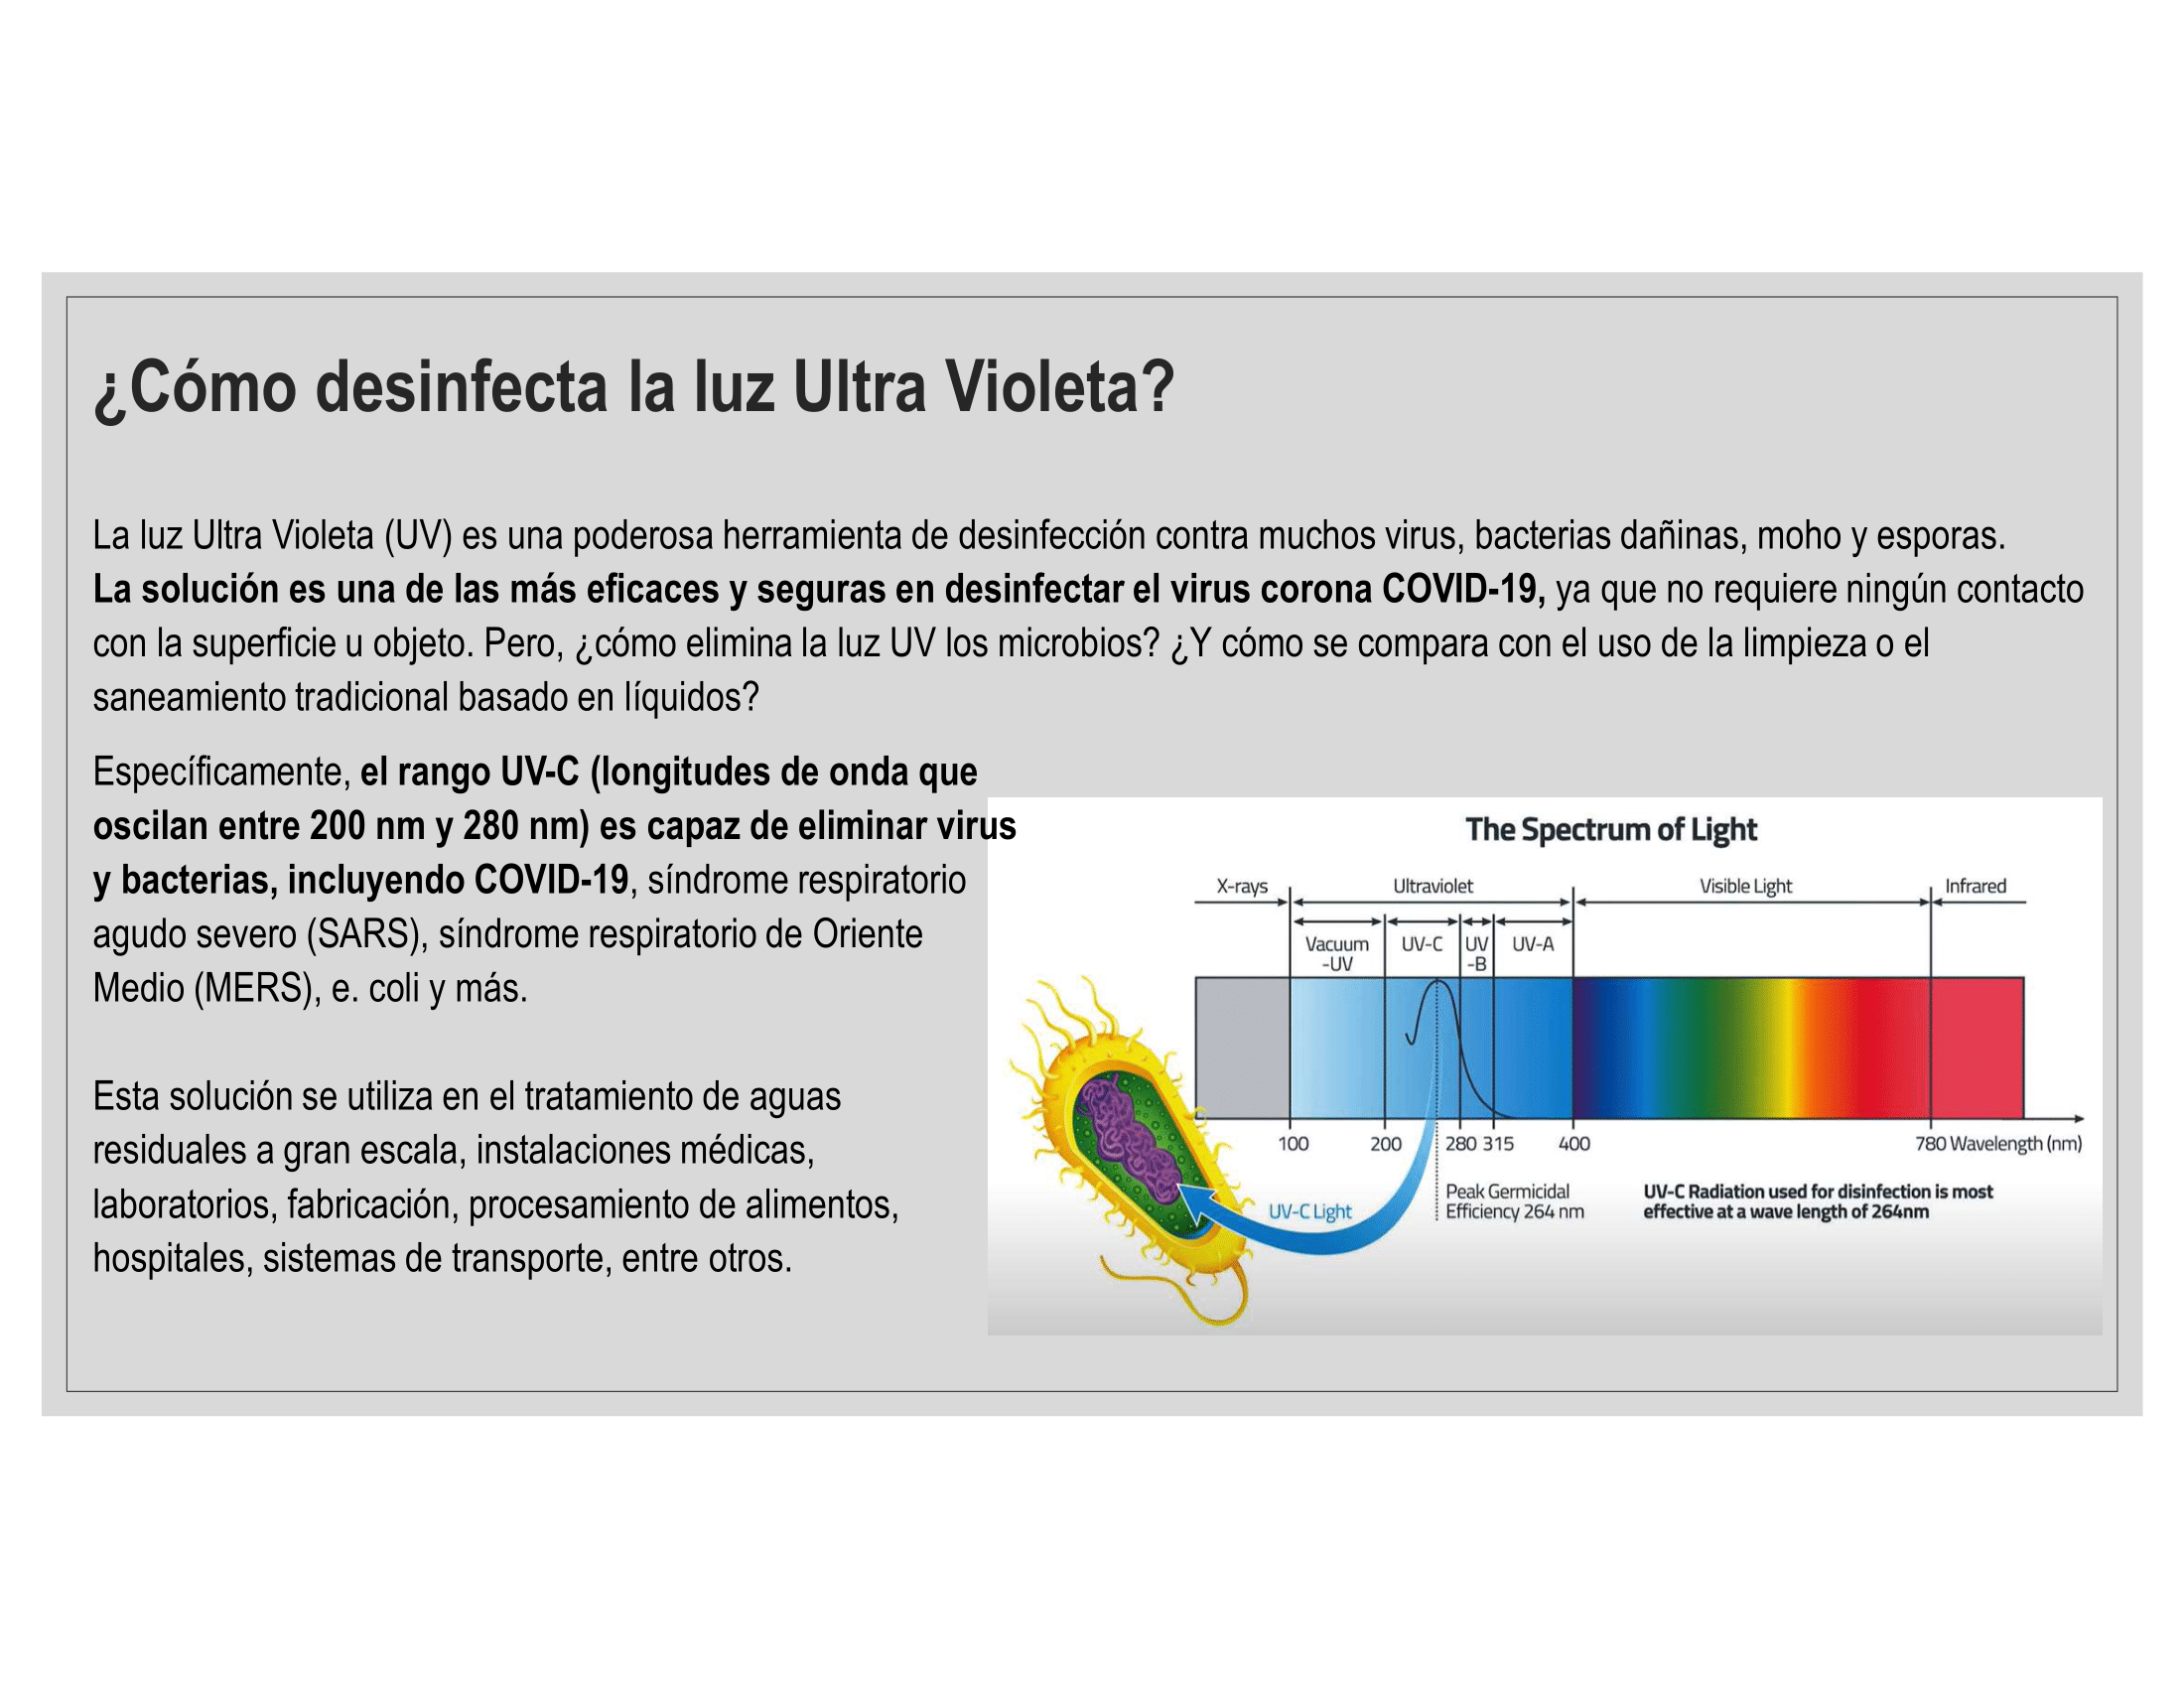 ¿Cómo desinfecta la luz Ultra Violeta?
La luz Ultra Violeta (UV) es una poderosa herramienta de desinfección contra muchos virus, bacterias dañinas, moho y esporas.
La solución es una de las más eficaces y seguras en desinfectar el virus corona COVID-19, ya que no requiere ningún contacto
con la superficie u objeto. Pero, ¿cómo elimina la luz UV los microbios? ¿Y cómo se compara con el uso de la limpieza o el
saneamiento tradicional basado en líquidos?
Específicamente, el rango UV-C (longitudes de onda que
oscilan entre 200 nm y 280 nm) es capaz de eliminar virus
y bacterias, incluyendo COVID-19, síndrome respiratorio
agudo severo (SARS), síndrome respiratorio de Oriente
Medio (MERS), e. coli y más.
Esta solución se utiliza en el tratamiento de aguas
residuales a gran escala, instalaciones médicas,
laboratorios, fabricación, procesamiento de alimentos,
hospitales, sistemas de transporte, entre otros.
The Spectrum of Light
X-rays Ultraviolet Visible Light Infrared
Vacuum UV-C UV UV-A
-UV -B
100 200 280 315 400 780 Wavelength (nm)
Peak Germicidal
Efficiency 264 nm
UV-C Light
UV-C Radiation used for disinfection is most
effective at a wave length of 264nm